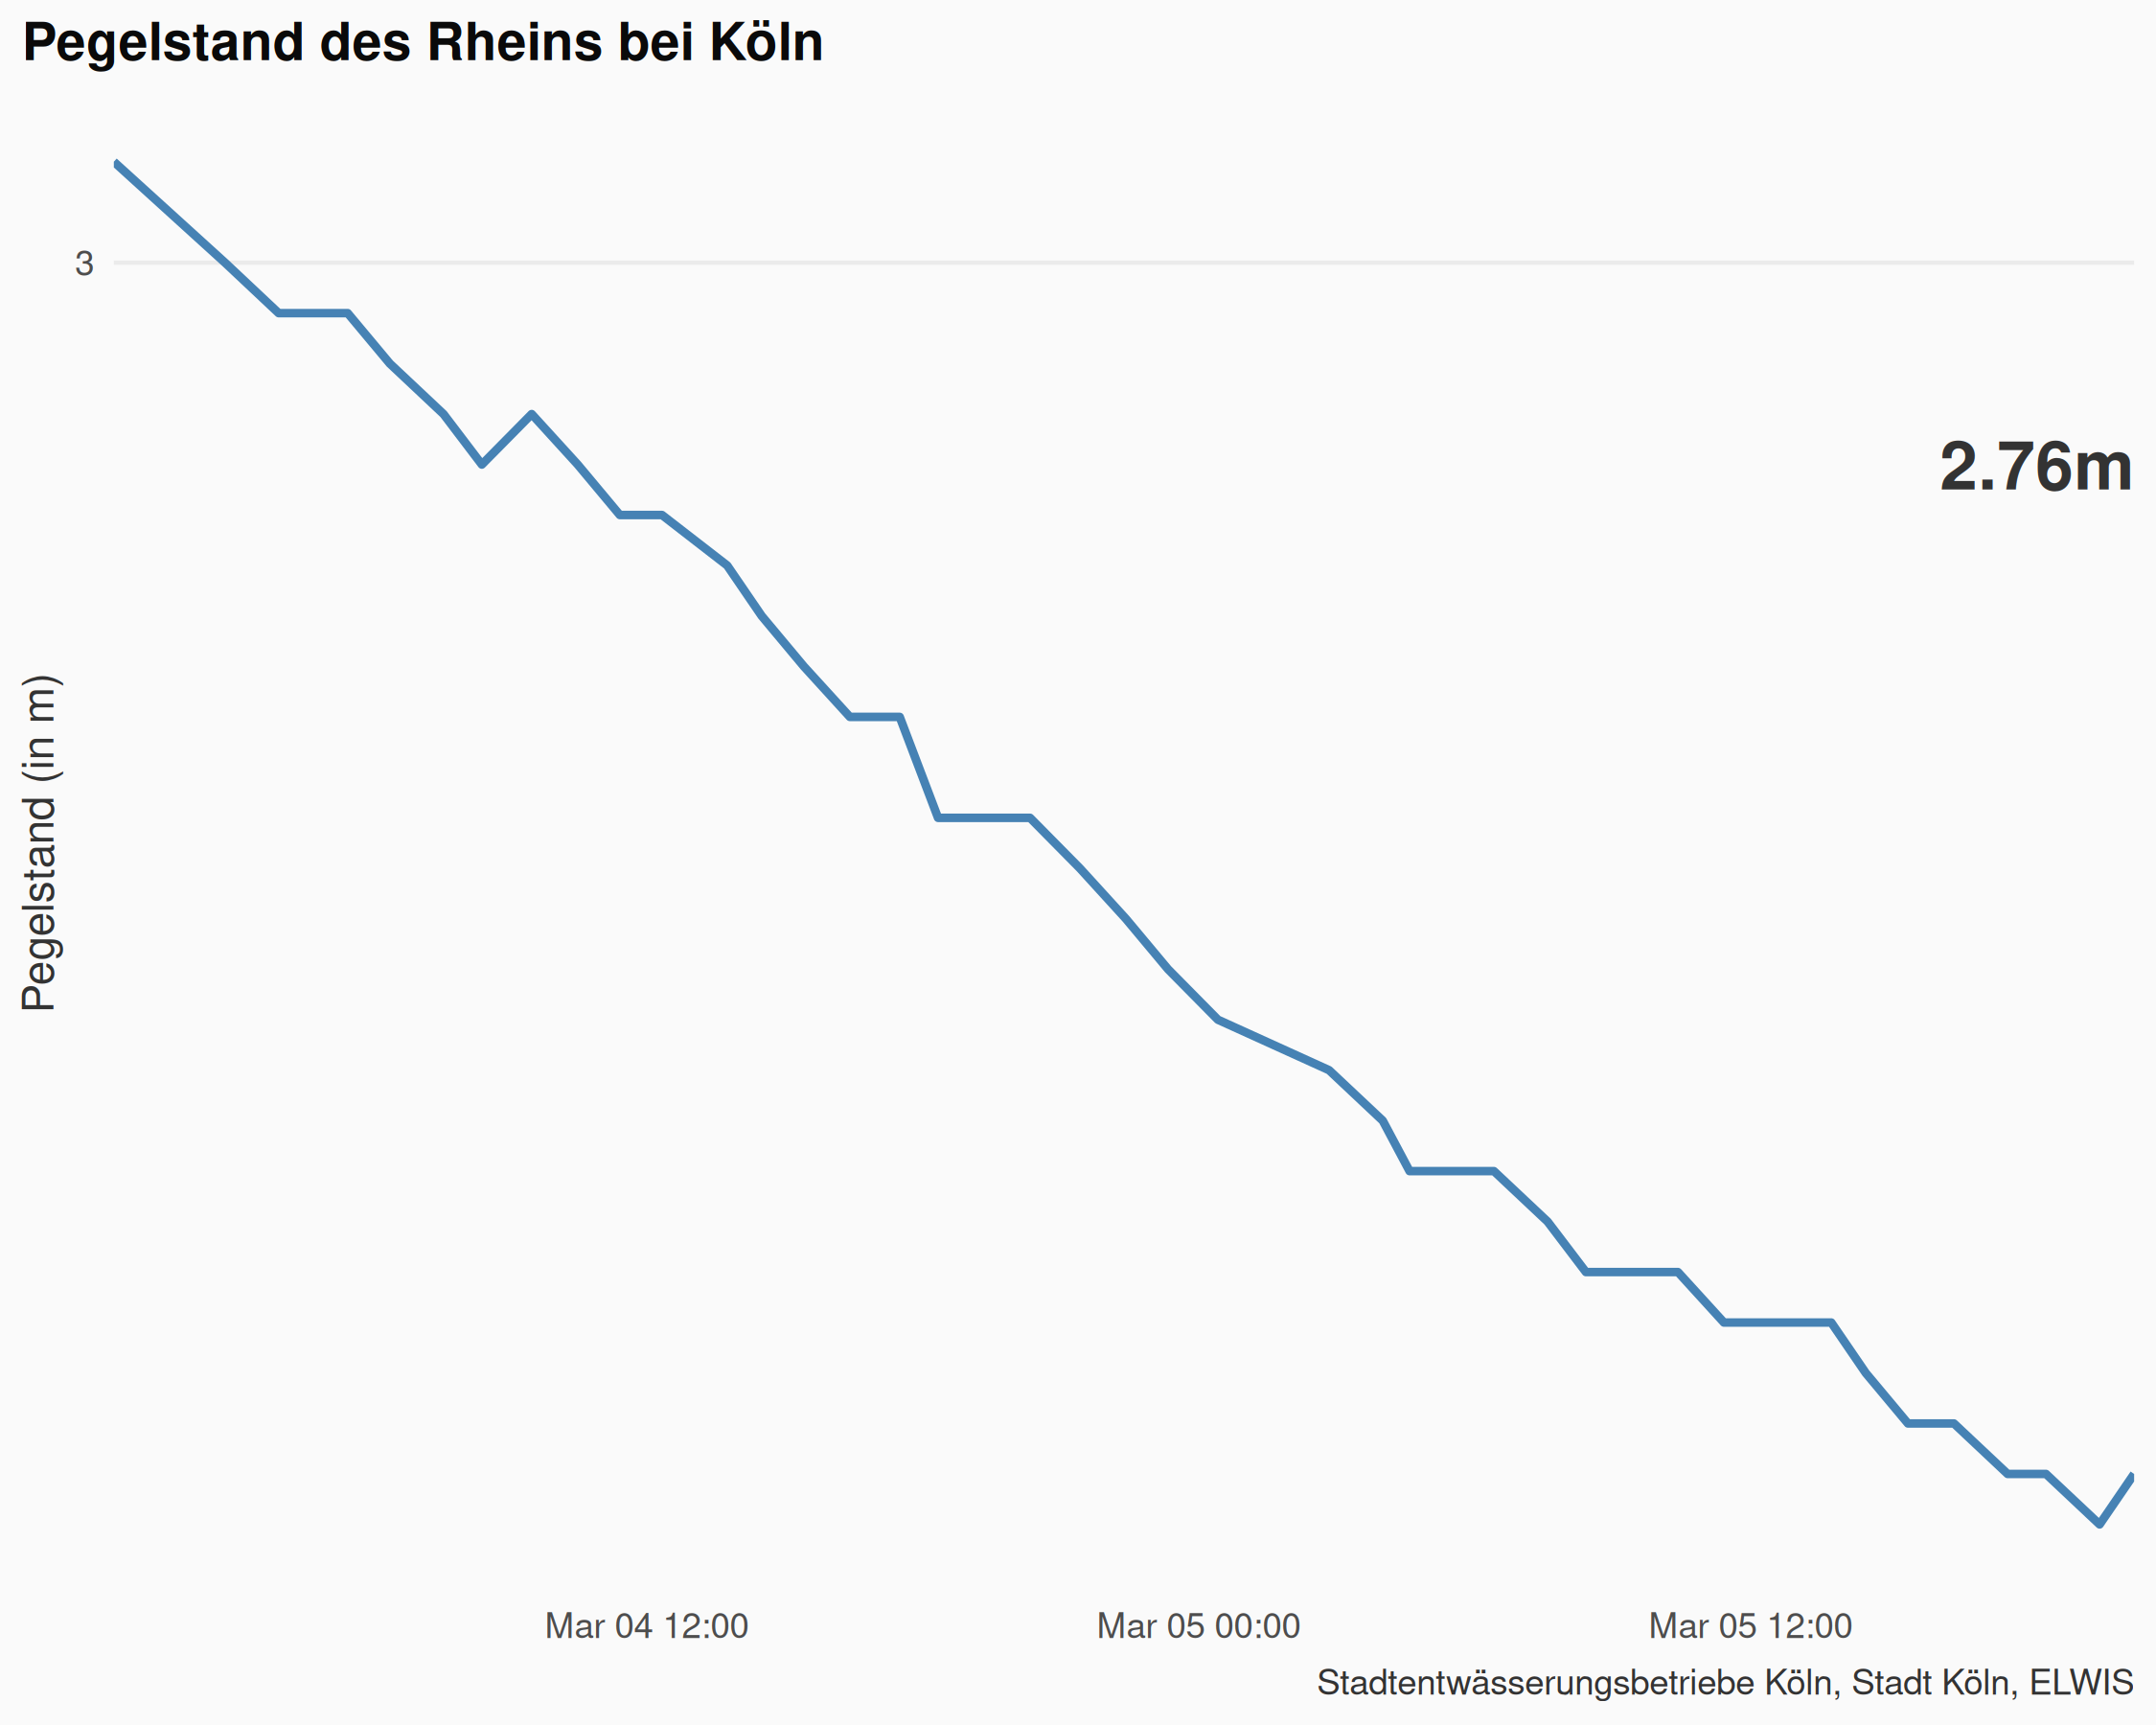 Pegelstand des Rheins bei Köln
3
2.76m
Pegelstand (in m)
Mar 04 12:00
Mar 05 00:00
Mar 05 12:00
Stadtentwässerungsbetriebe Köln, Stadt Köln, ELWIS